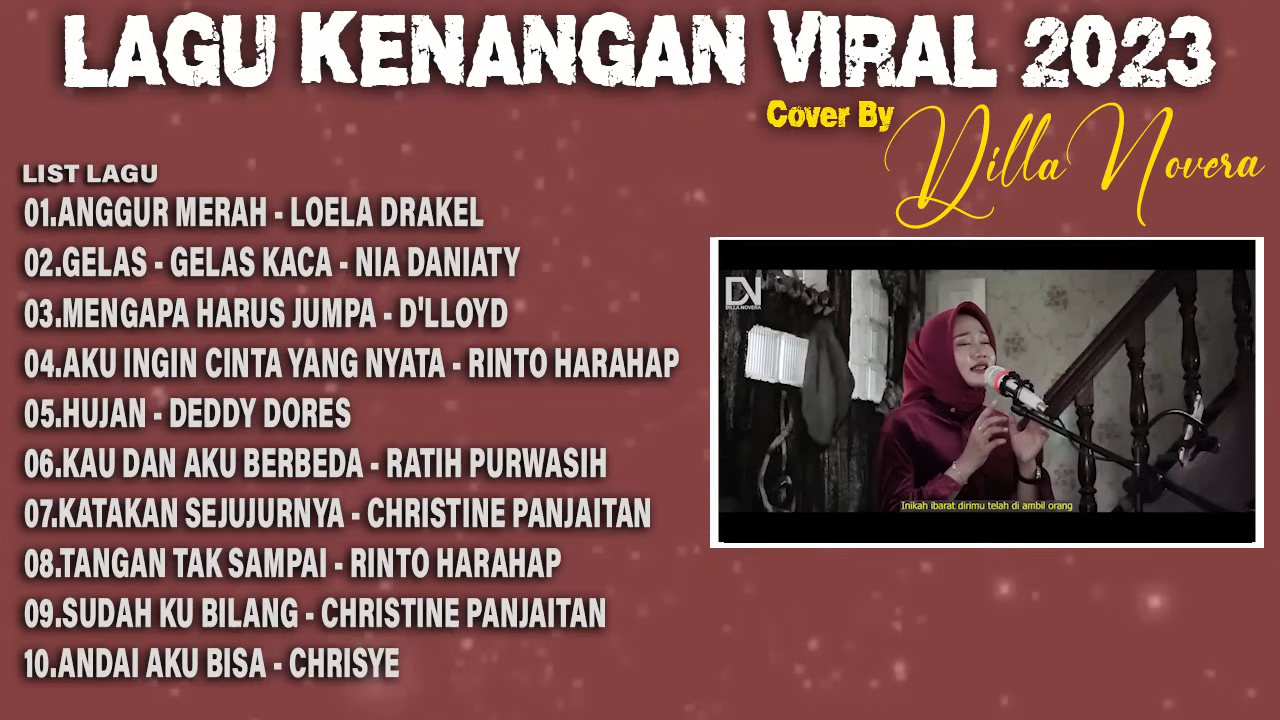 LAGU KENANGAN VIRAL 2023
Cover By Dilla Novera
LIST LAGU
01.ANGGUR MERAH - LOELA DRAKEL
02.GELAS - GELAS KACA - NIA DANIATY
03.MENGAPA HARUS JUMPA - D'LLOYD
04.AKU INGIN CINTA YANG NYATA - RINTO HARAHAP
05.HUJAN - DEDDY DORES
06.KAU DAN AKU BERBEDA - RATIH PURWASIH
07.KATAKAN SEJUJURNYA - CHRISTINE PANJAITAN
08.TANGAN TAK SAMPAI - RINTO HARAHAP
09.SUDAH KU BILANG - CHRISTINE PANJAITAN
10.ANDAI AKU BISA - CHRISYE
DN
DILLA NOVERA
Inikah ibarat dirimu telah di ambil orang